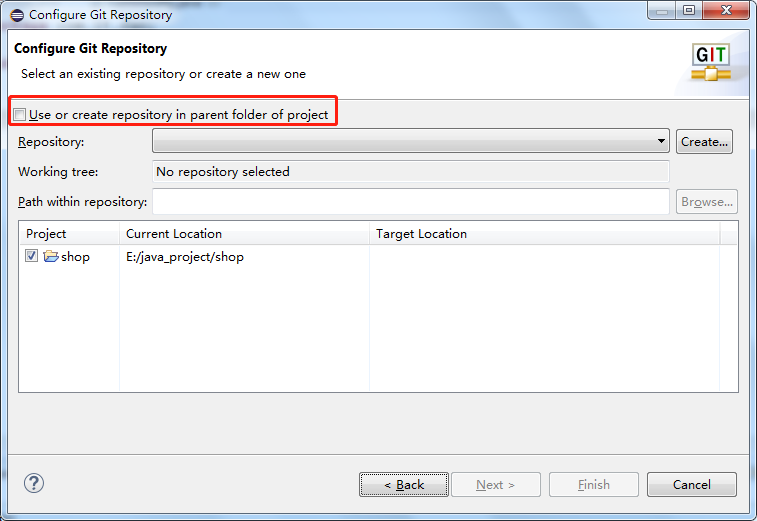 Configure Git Repository
Configure Git Repository
Select an existing repository or create a new one
GIT
Use or create repository in parent folder of project
Repository:
Create...
Working tree: No repository selected
Path within repository:
Browse...
Project Current Location Target Location
shop E:/java_project/shop
?
< Back Next > Finish Cancel